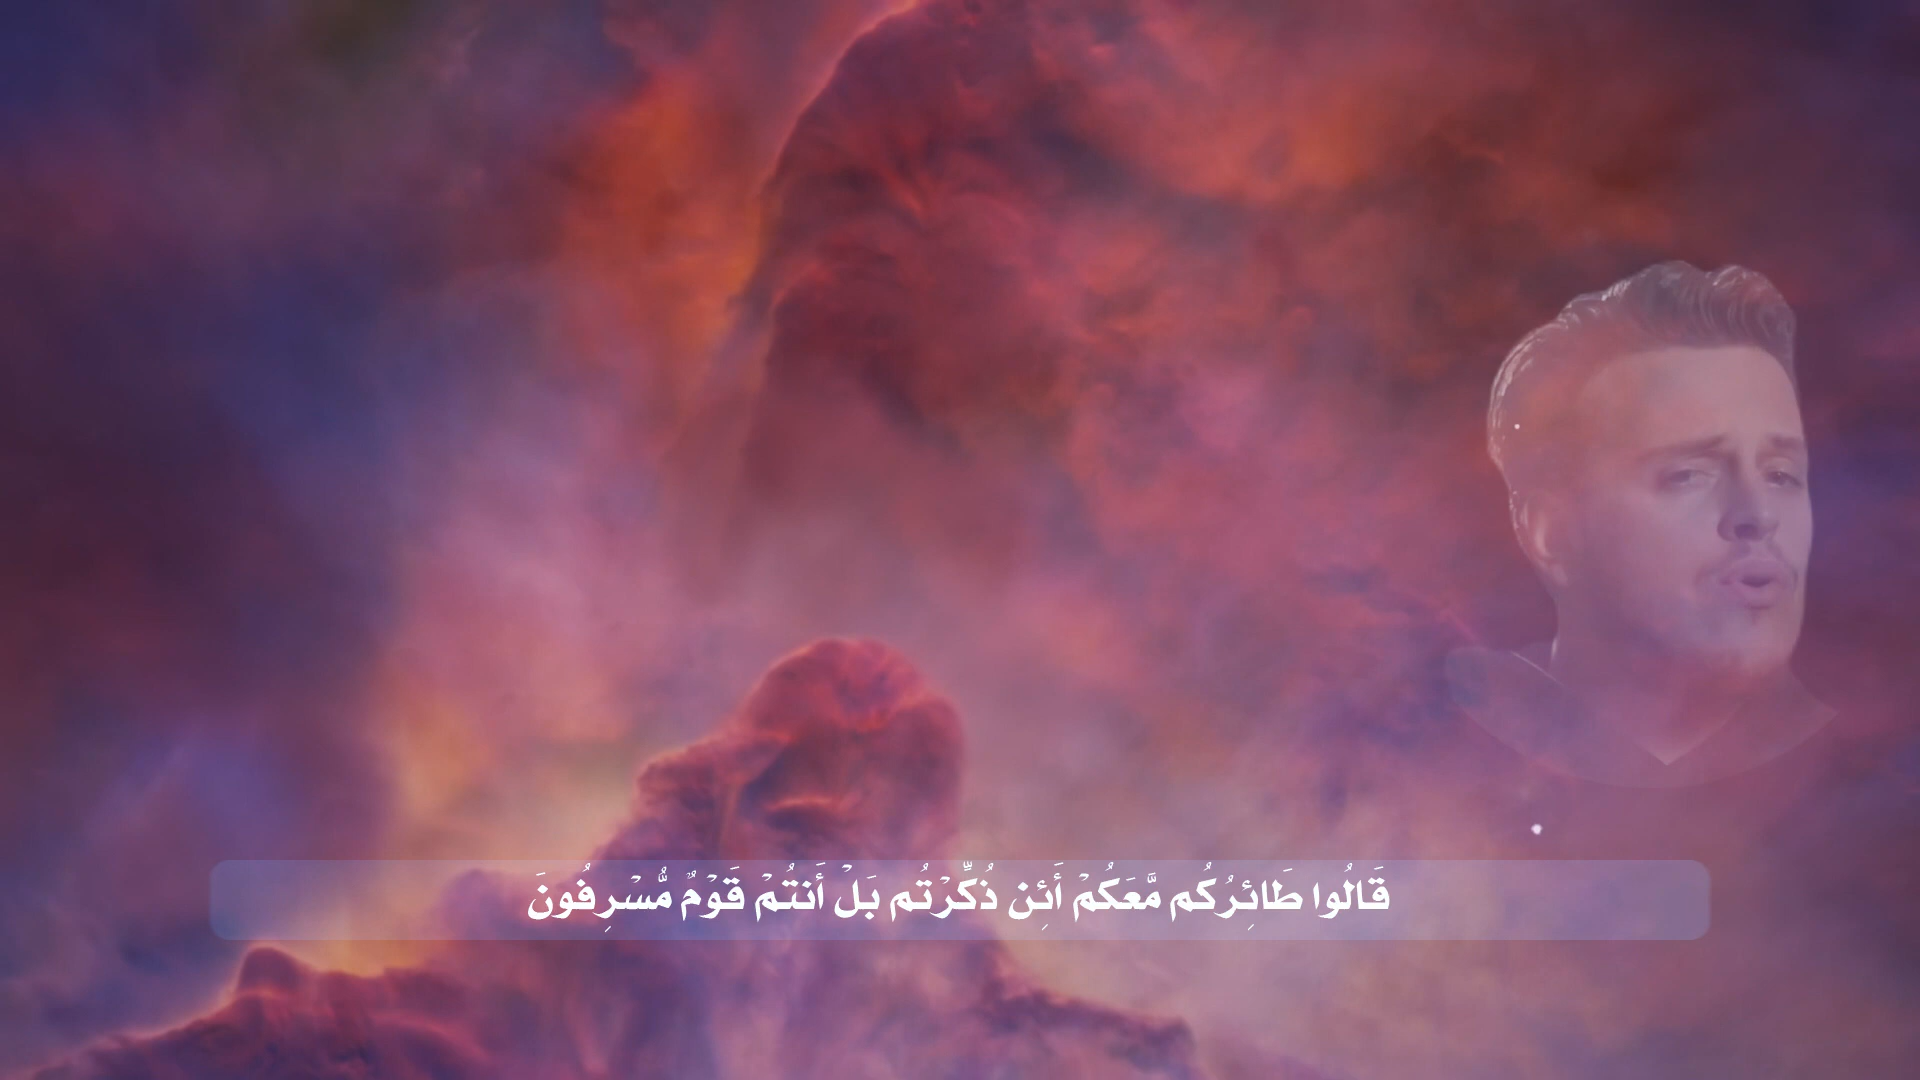 قَالُوا طَائِرُكُم مَّعَكُمْ أَئِن ذُكِّرْتُم بَلْ أَنتُمْ قَوْمٌ مُّسْرِفُونَ